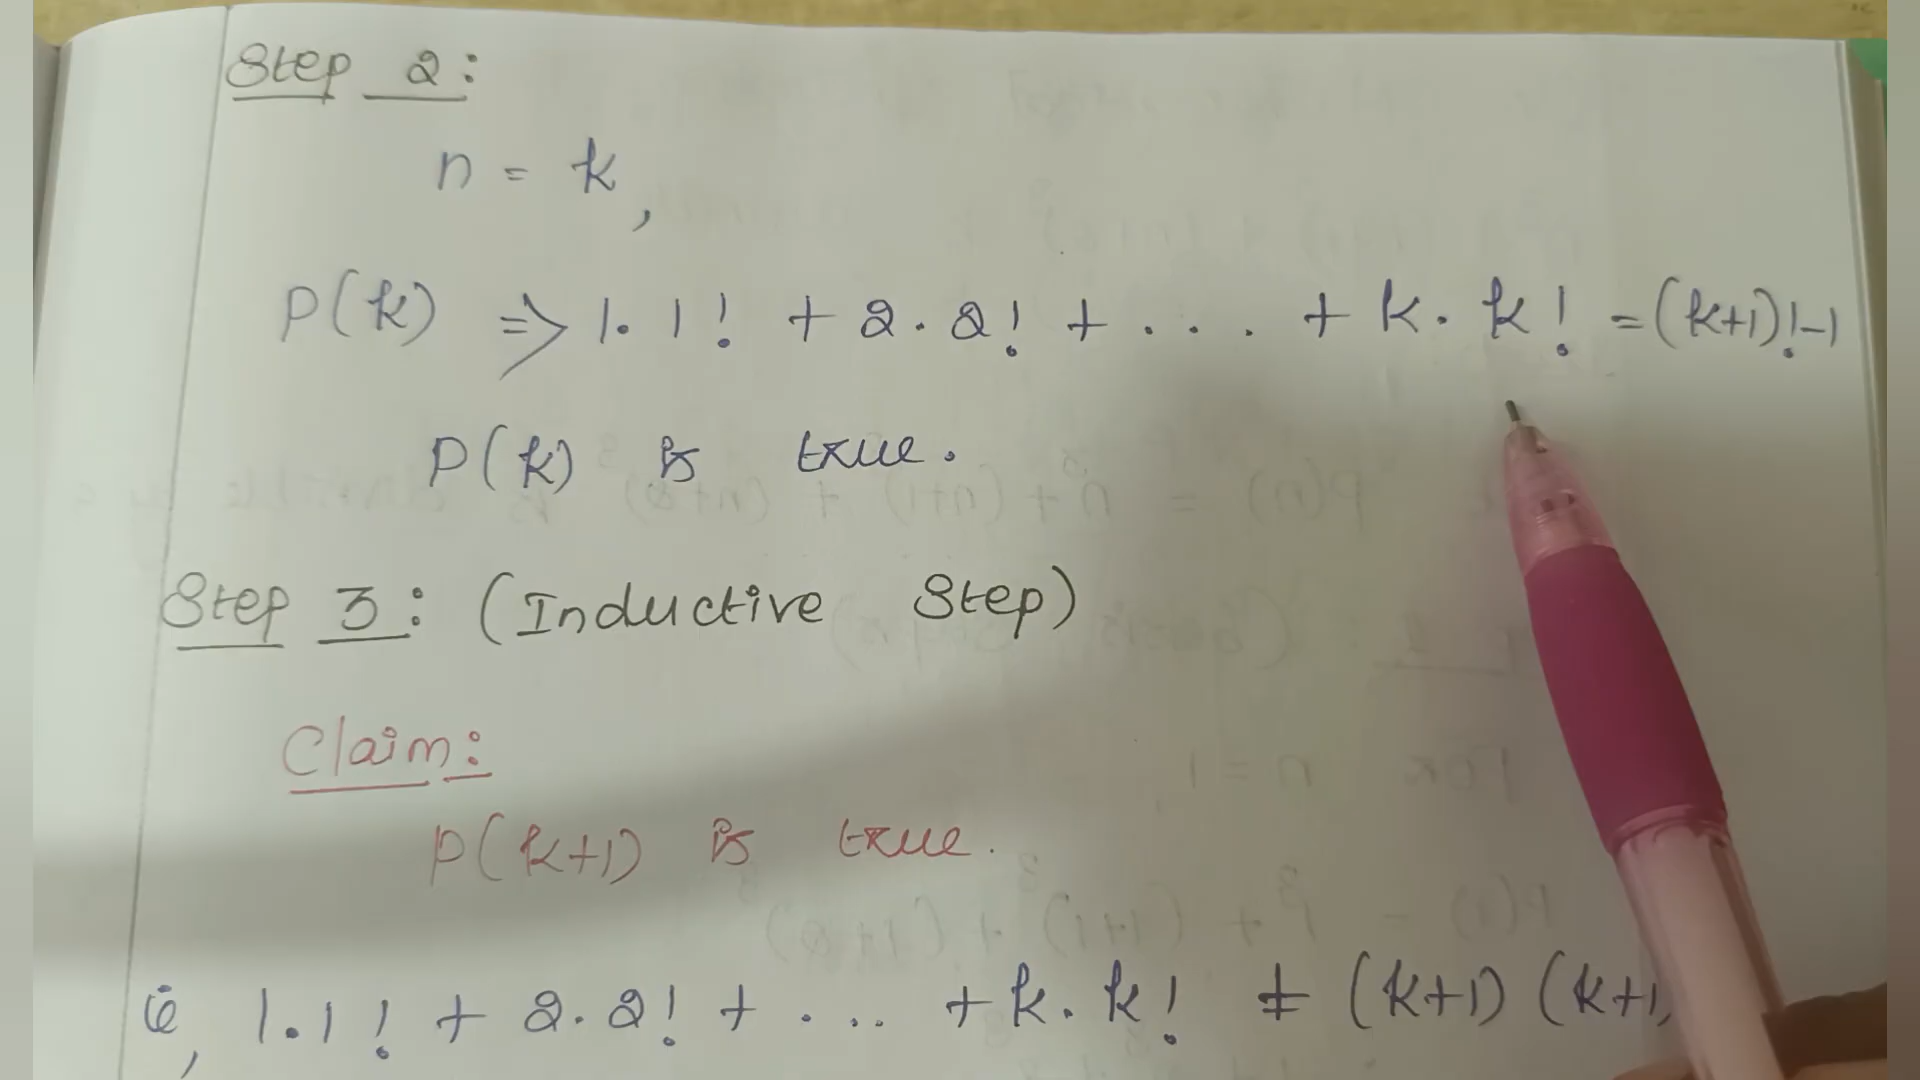 Step 2:
n = k,
P(k) ⇒ 1.1! + 2.2! + ... + k.k! = (k+1)!-1
P(k) is true.
Step 3: (Inductive Step)
Claim:
P(k+1) is true.
ie, 1.1! + 2.2! + ... + k.k! + (k+1) (k+1